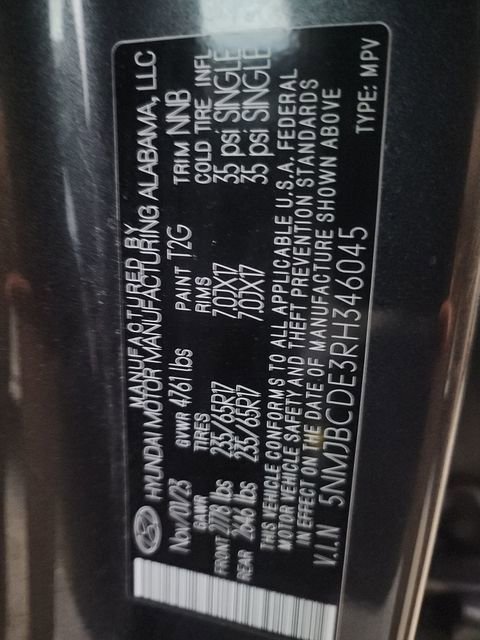 MANUFACTURED BY
HYUNDAI MOTOR MANUFACTURING ALABAMA, LLC
Nov/07/23 GVWR 4761 lbs PAINT T2G TRIM NNB
GAWR TIRES RIMS COLD TIRE INFL
FRONT 2778 lbs 235/65R17 7.0JX17 35 psi SINGLE
REAR 2646 lbs 235/65R17 7.0JX17 35 psi SINGLE
THIS VEHICLE CONFORMS TO ALL APPLICABLE U.S.A. FEDERAL
MOTOR VEHICLE SAFETY AND THEFT PREVENTION STANDARDS
IN EFFECT ON THE DATE OF MANUFACTURE SHOWN ABOVE
V.I.N 5NMJBCDE3RH346045 TYPE: MPV